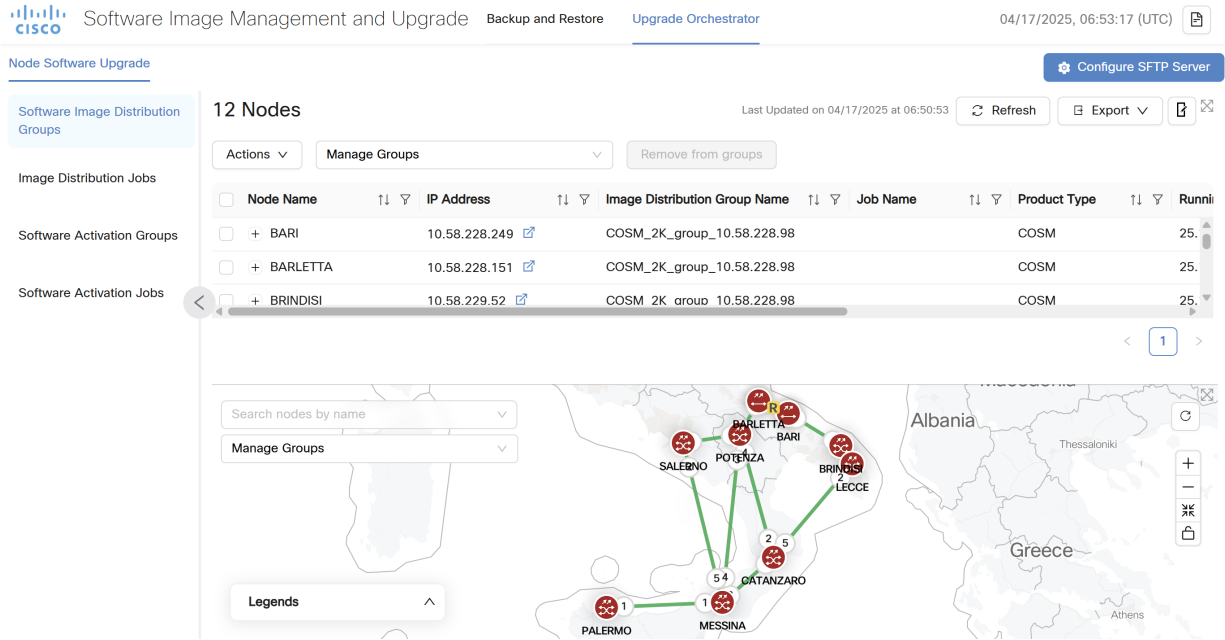 CISCO Software Image Management and Upgrade Backup and Restore Upgrade Orchestrator 04/17/2025, 06:53:17 (UTC)
Node Software Upgrade Configure SFTP Server
Software Image Distribution
Groups
Image Distribution Jobs
Software Activation Groups
Software Activation Jobs
12 Nodes Last Updated on 04/17/2025 at 06:50:53 Refresh Export
Actions Manage Groups Remove from groups
Node Name IP Address Image Distribution Group Name Job Name Product Type Runni
BARI 10.58.228.249 COSM_2K_group_10.58.228.98 COSM 25.
BARLETTA 10.58.228.151 COSM_2K_group_10.58.228.98 COSM 25.
BRINDISI 10.58.229.52 COSM_2K_group_10.58.228.98 COSM 25.
1
Search nodes by name
Manage Groups
Macedonia
Albania
Thessaloniki
R
BARLETTA
BARI
POTENZA
SALERNO
2
BRINDISI
2
LECCE
2 5
CATANZARO
5 4
Greece
Athens
1 1
PALERMO
MESSINA
Legends